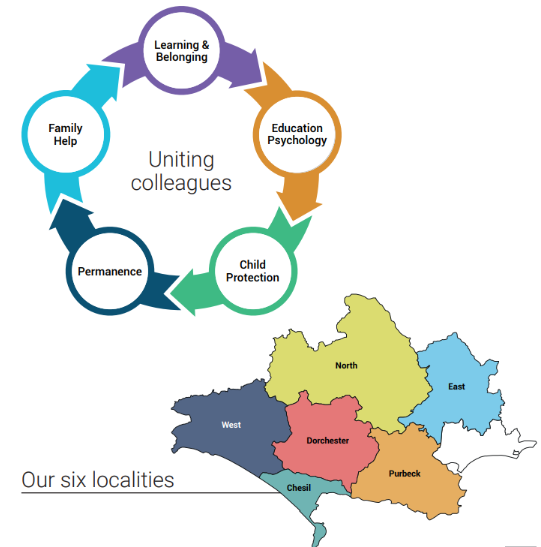 Learning &
Belonging
Family
Help
Education
Psychology
Uniting
colleagues
Permanence
Child
Protection
North
East
West
Dorchester
Purbeck
Our six localities
Chesil